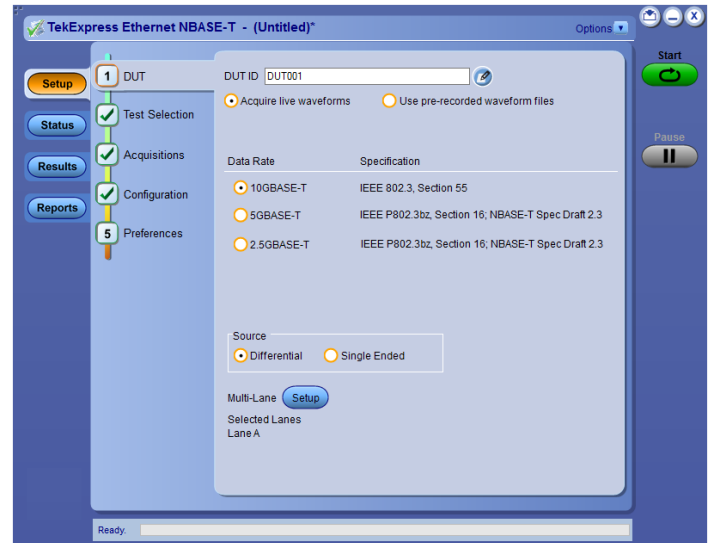 TekExpress Ethernet NBASE-T - (Untitled)*
Options
Start
Setup
Status
Results
Reports
Pause
1 DUT
Test Selection
Acquisitions
Configuration
5 Preferences
DUT ID DUT001
Acquire live waveforms Use pre-recorded waveform files
Data Rate Specification
10GBASE-T IEEE 802.3, Section 55
5GBASE-T IEEE P802.3bz, Section 16; NBASE-T Spec Draft 2.3
2.5GBASE-T IEEE P802.3bz, Section 16; NBASE-T Spec Draft 2.3
Source
Differential Single Ended
Multi-Lane Setup
Selected Lanes
Lane A
Ready.